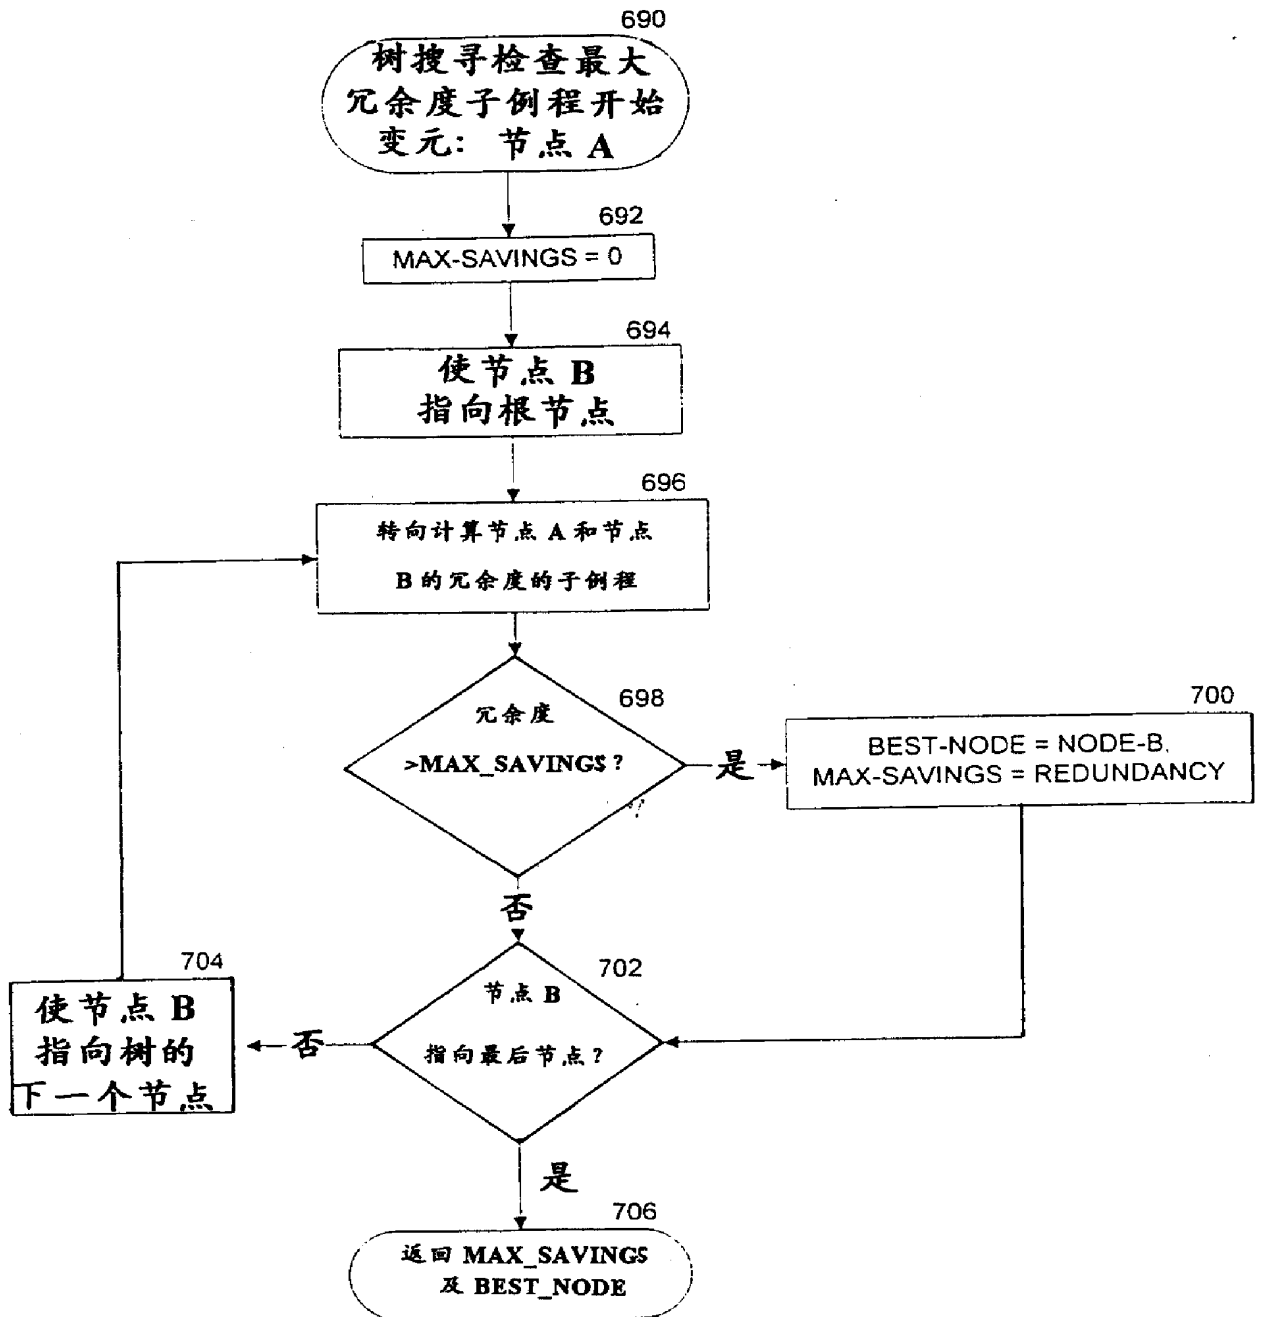 690
树搜寻检查最大
冗余度子例程开始
变元: 节点 A
692
MAX-SAVINGS = 0
694
使节点 B
指向根节点
696
转向计算节点 A 和节点
B 的冗余度的子例程
698
冗余度
>MAX_SAVINGS ?
是
700
BEST-NODE = NODE-B,
MAX-SAVINGS = REDUNDANCY
否
702
节点 B
指向最后节点?
否
704
使节点 B
指向树的
下一个节点
是
706
返回 MAX_SAVINGS
及 BEST_NODE